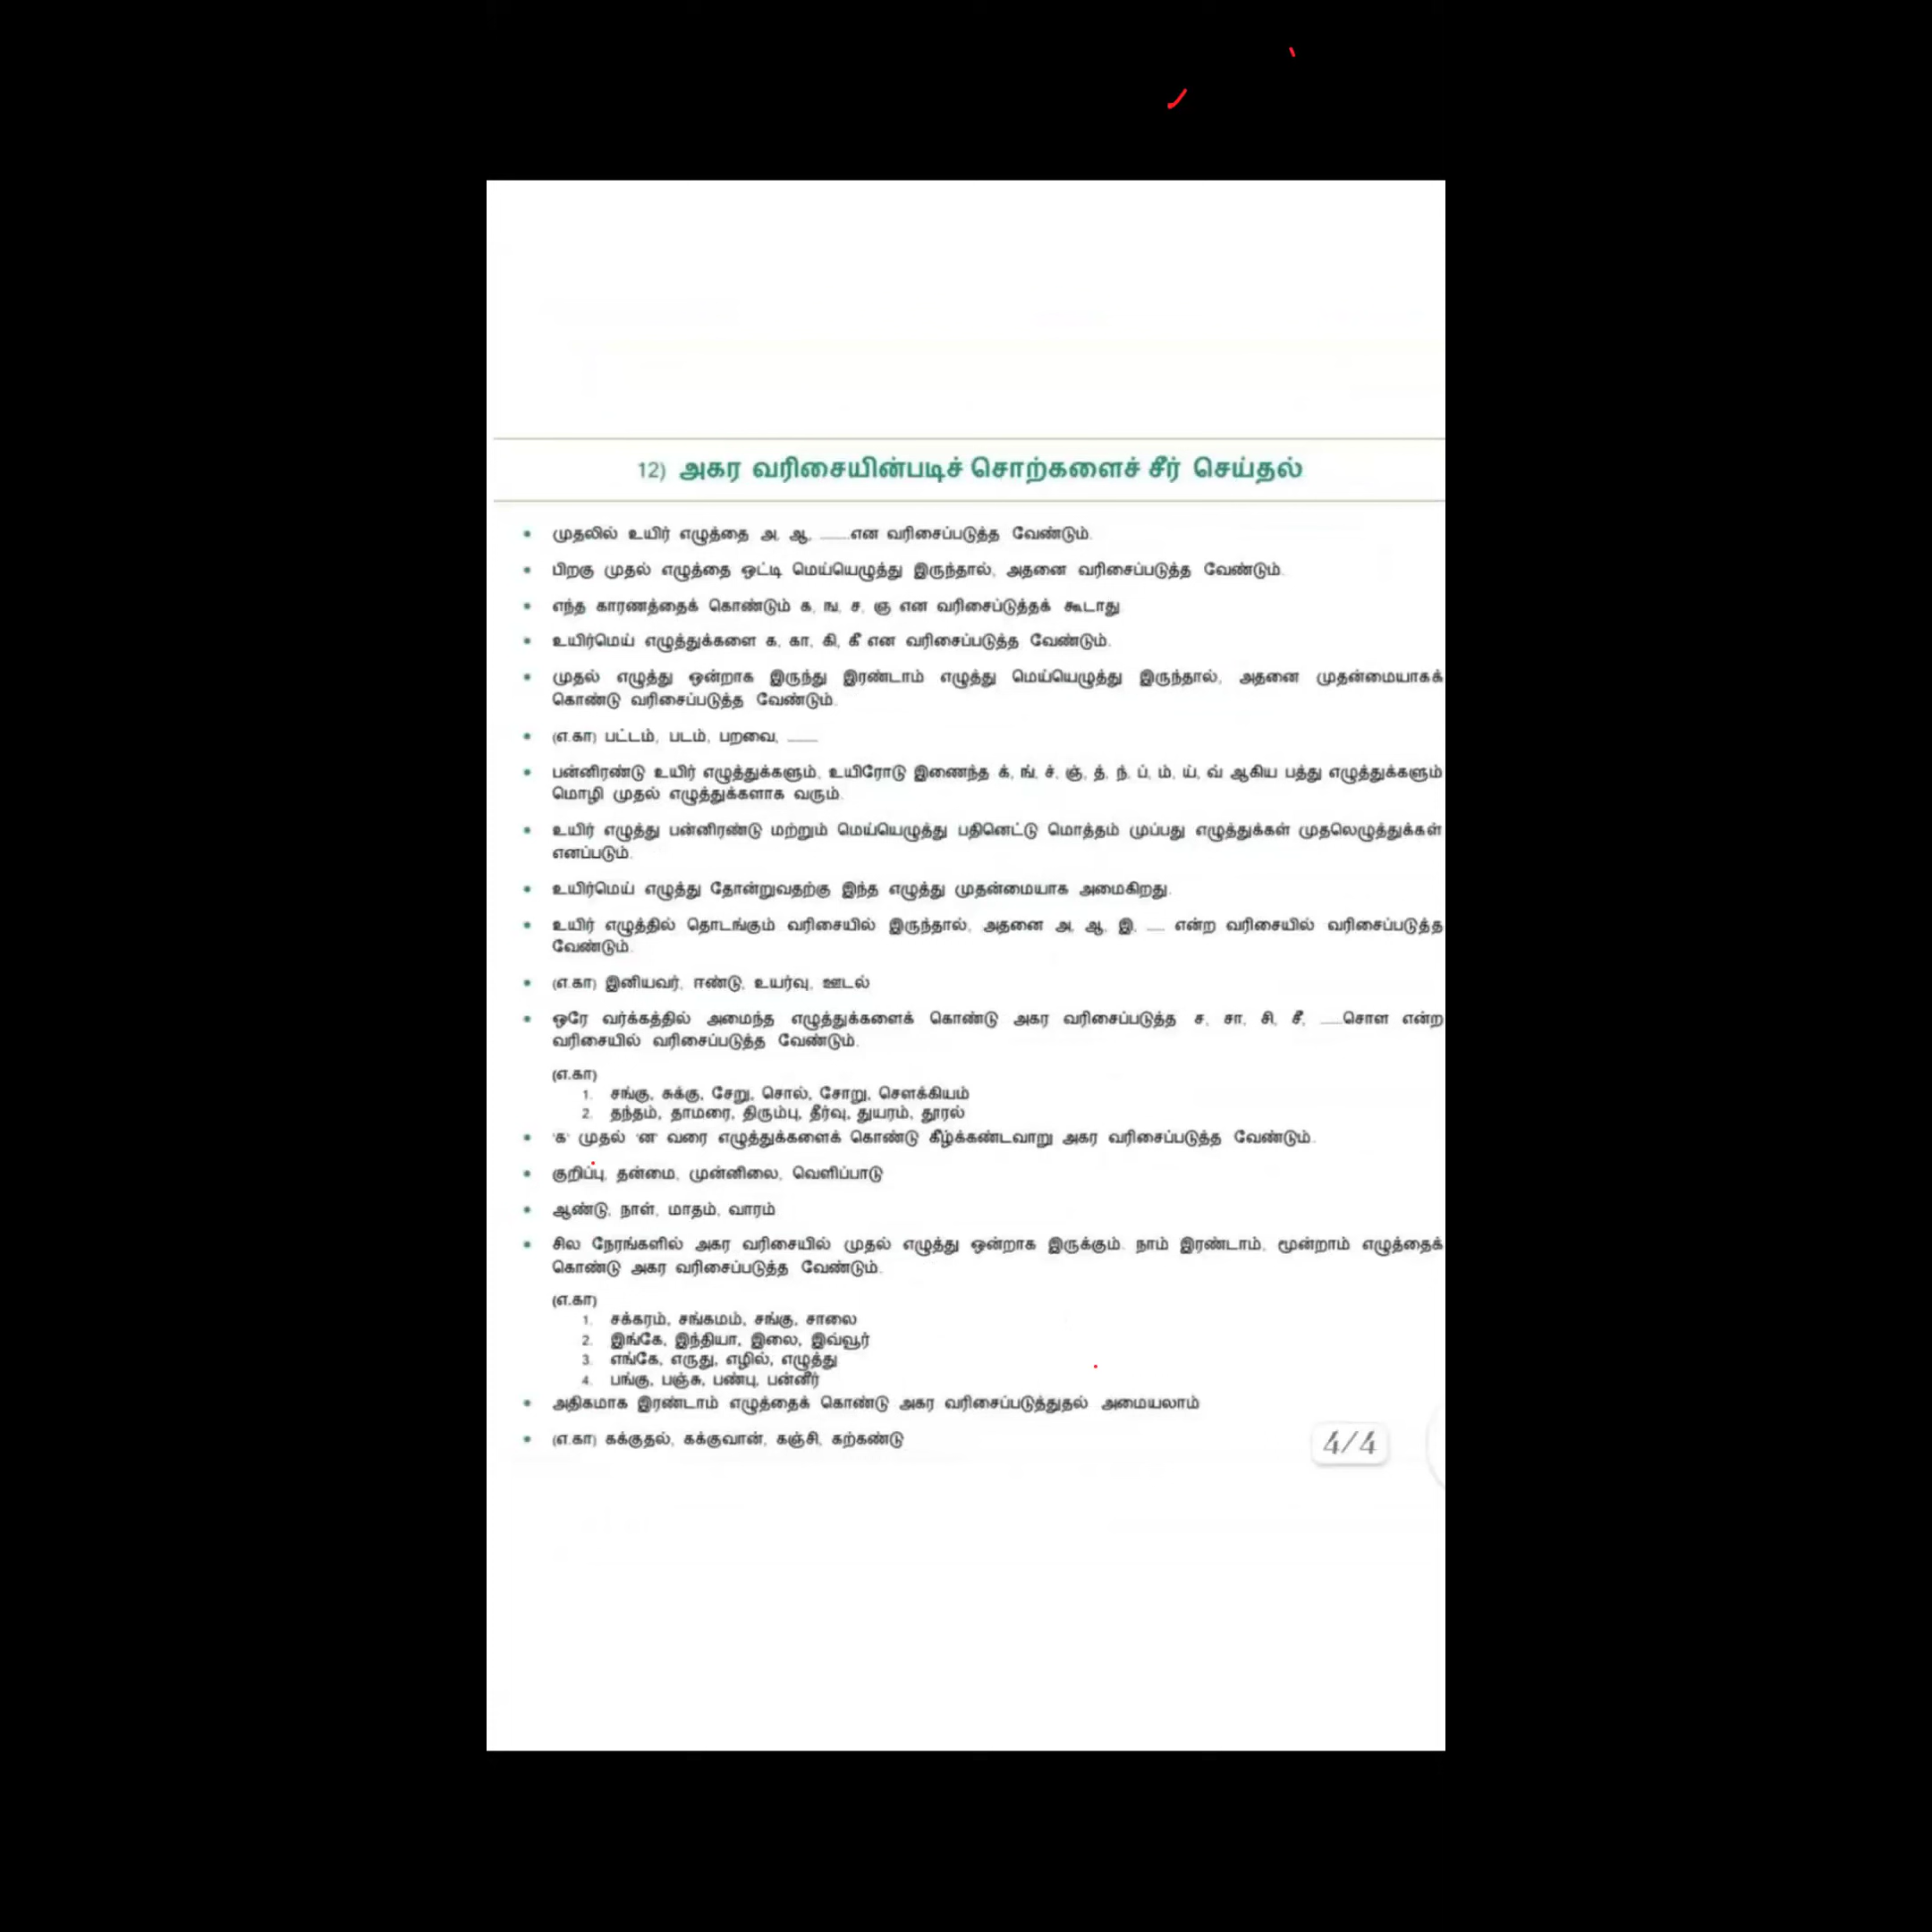 12) அகர வரிசையின்படிச் சொற்களைச் சீர் செய்தல்
• முதலில் உயிர் எழுத்தை அ, ஆ, ........என வரிசைப்படுத்த வேண்டும்.
• பிறகு முதல் எழுத்தை ஒட்டி மெய்யெழுத்து இருந்தால், அதனை வரிசைப்படுத்த வேண்டும்.
• எந்த காரணத்தைக் கொண்டும் க, ங, ச, ஞ என வரிசைப்டுத்தக் கூடாது
• உயிர்மெய் எழுத்துக்களை க, கா, கி, கீ என வரிசைப்படுத்த வேண்டும்.
• முதல் எழுத்து ஒன்றாக இருந்து இரண்டாம் எழுத்து மெய்யெழுத்து இருந்தால், அதனை முதன்மையாகக்
கொண்டு வரிசைப்படுத்த வேண்டும்.
• (எ.கா) பட்டம், படம், பறவை, ........
• பன்னிரண்டு உயிர் எழுத்துக்களும், உயிரோடு இணைந்த க், ங், ச், ஞ், த், ந், ப், ம், ய், வ் ஆகிய பத்து எழுத்துக்களும்
மொழி முதல் எழுத்துக்களாக வரும்.
• உயிர் எழுத்து பன்னிரண்டு மற்றும் மெய்யெழுத்து பதினெட்டு மொத்தம் முப்பது எழுத்துக்கள் முதலெழுத்துக்கள்
எனப்படும்.
• உயிர்மெய் எழுத்து தோன்றுவதற்கு இந்த எழுத்து முதன்மையாக அமைகிறது.
• உயிர் எழுத்தில் தொடங்கும் வரிசையில் இருந்தால், அதனை அ, ஆ, இ, ..... என்ற வரிசையில் வரிசைப்படுத்த
வேண்டும்.
• (எ.கா) இனியவர், ஈண்டு, உயர்வு, ஊடல்
• ஒரே வர்க்கத்தில் அமைந்த எழுத்துக்களைக் கொண்டு அகர வரிசைப்படுத்த ச, சா, சி, சீ, ......சௌ என்ற
வரிசையில் வரிசைப்படுத்த வேண்டும்.
(எ.கா)
1. சங்கு, சுக்கு, சேறு, சொல், சோறு, சௌக்கியம்
2. தந்தம், தாமரை, திரும்பு, தீர்வு, துயரம், தூரல்
• 'க' முதல் 'ன' வரை எழுத்துக்களைக் கொண்டு கீழ்க்கண்டவாறு அகர வரிசைப்படுத்த வேண்டும்.
• குறிப்பு, தன்மை, முன்னிலை, வெளிப்பாடு
• ஆண்டு, நாள், மாதம், வாரம்
• சில நேரங்களில் அகர வரிசையில் முதல் எழுத்து ஒன்றாக இருக்கும். நாம் இரண்டாம், மூன்றாம் எழுத்தைக்
கொண்டு அகர வரிசைப்படுத்த வேண்டும்.
(எ.கா)
1. சக்கரம், சங்கமம், சங்கு, சாலை
2. இங்கே, இந்தியா, இலை, இவ்வூர்
3. எங்கே, எருது, எழில், எழுத்து
4. பங்கு, பஞ்சு, பண்பு, பன்னீர்
• அதிகமாக இரண்டாம் எழுத்தைக் கொண்டு அகர வரிசைப்படுத்துதல் அமையலாம்
• (எ.கா) கக்குதல், கக்குவான், கஞ்சி, கற்கண்டு
4/4